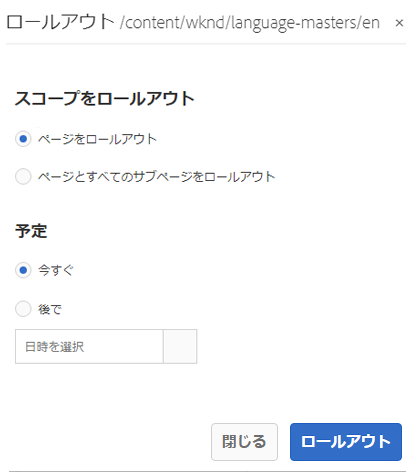 ロールアウト /content/wknd/language-masters/en ×
スコープをロールアウト
ページをロールアウト
ページとすべてのサブページをロールアウト
予定
今すぐ
後で
日時を選択
閉じる ロールアウト